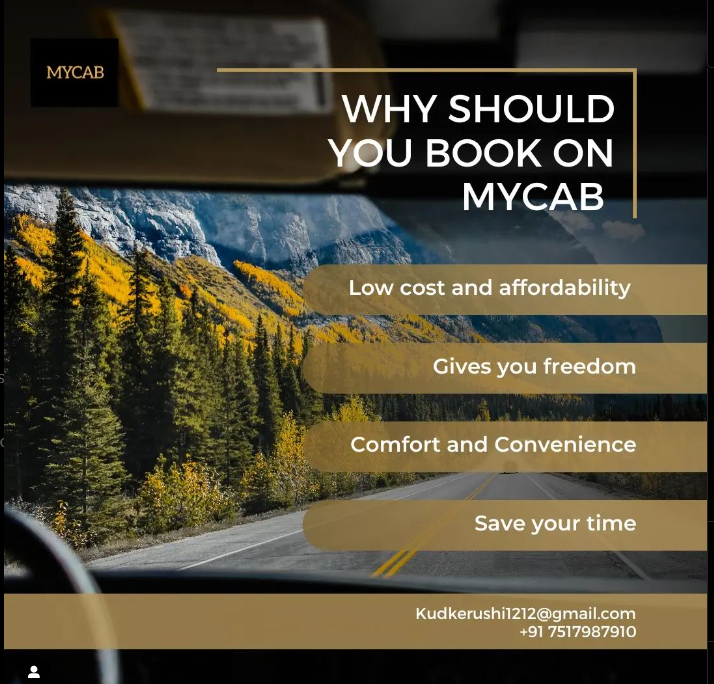 MYCAB
WHY SHOULD
YOU BOOK ON
MYCAB
Low cost and affordability
Gives you freedom
Comfort and Convenience
Save your time
Kudkerushi1212@gmail.com
+91 7517987910